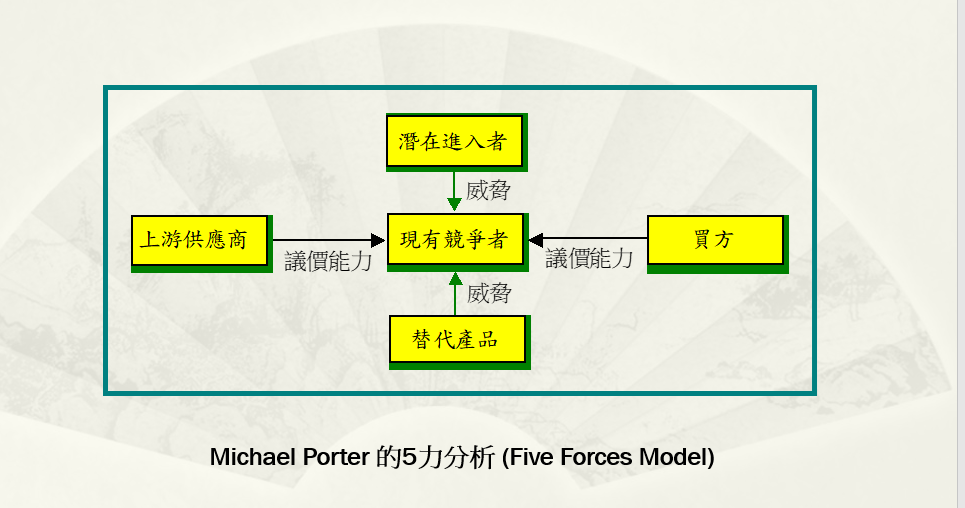 潛在進入者
威脅
上游供應商
議價能力
現有競爭者
議價能力
買方
威脅
替代產品
Michael Porter 的5力分析 (Five Forces Model)